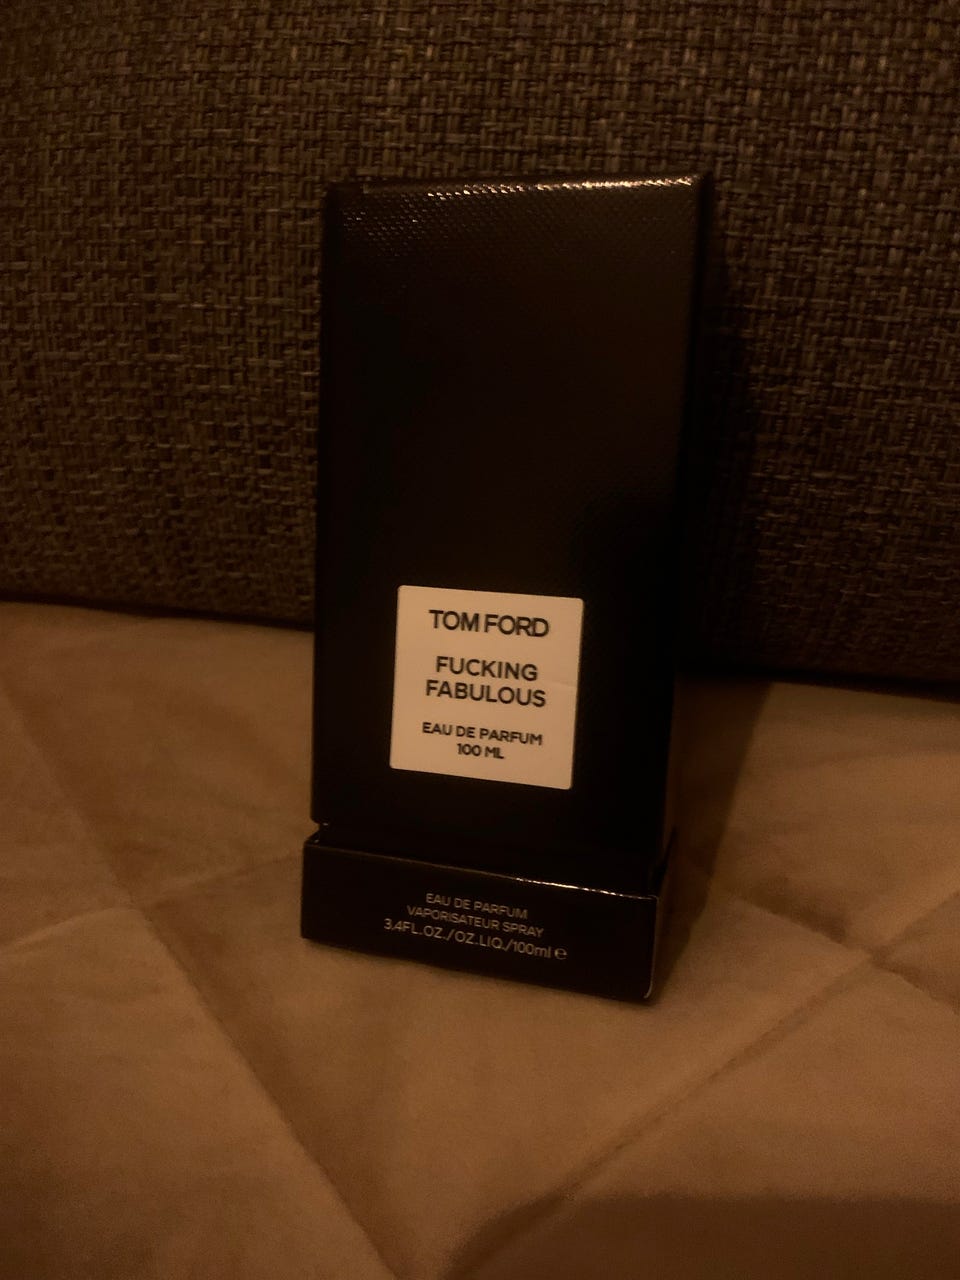 TOM FORD
FUCKING
FABULOUS
EAU DE PARFUM
100 ML
EAU DE PARFUM
VAPORISATEUR SPRAY
3.4FL.OZ./OZ.LIQ./100ml ℮